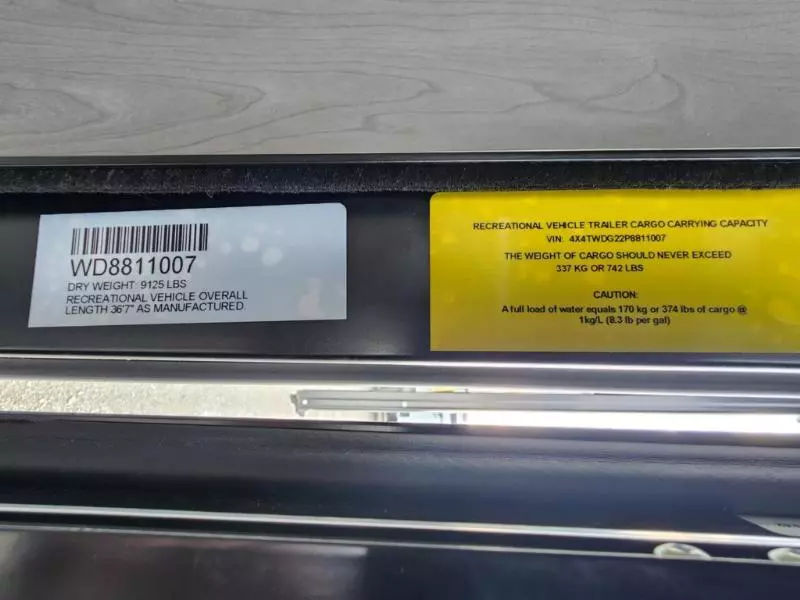 WD8811007
DRY WEIGHT: 9125 LBS
RECREATIONAL VEHICLE OVERALL
LENGTH 36'7" AS MANUFACTURED.
RECREATIONAL VEHICLE TRAILER CARGO CARRYING CAPACITY
VIN: 4X4TWDG22P8811007
THE WEIGHT OF CARGO SHOULD NEVER EXCEED
337 KG OR 742 LBS
CAUTION:
A full load of water equals 170 kg or 374 lbs of cargo @
1kg/L (8.3 lb per gal)